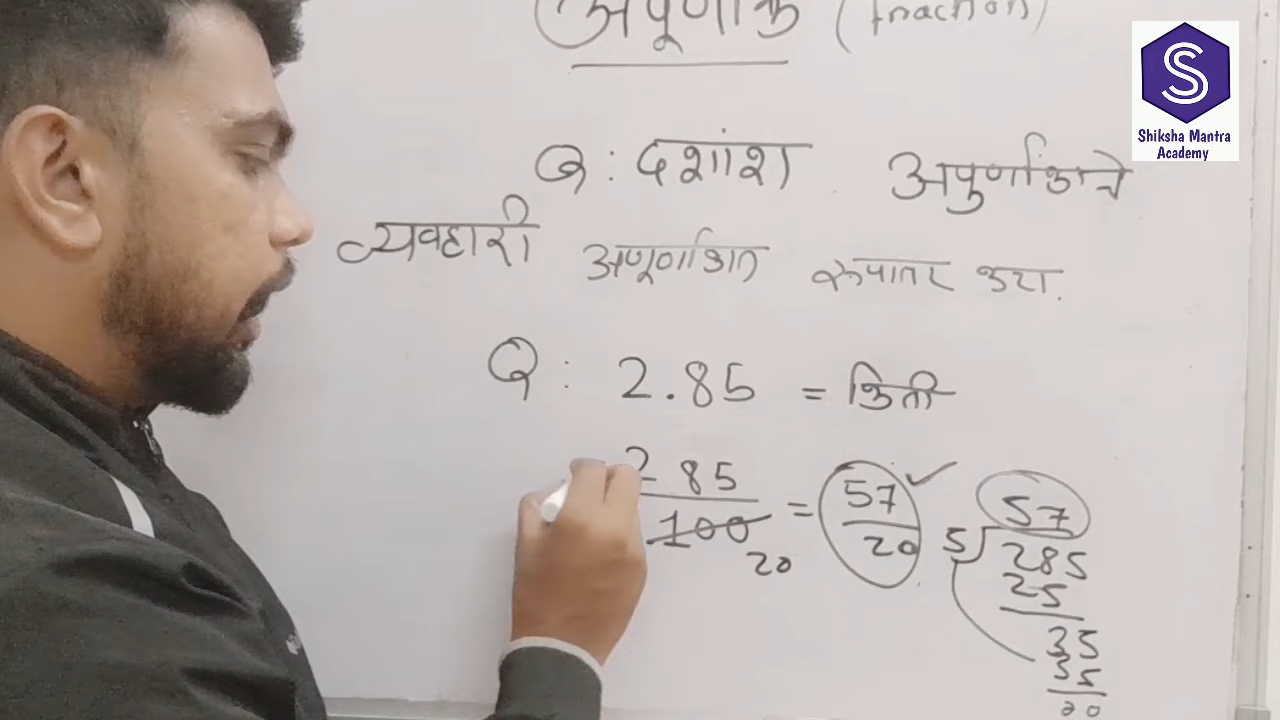 अपूर्णांक (fraction)
Shiksha Mantra
Academy
Q : दशांश अपुर्णांकाचे
व्यवहारी अपूर्णांकात रूपातर करा.
Q : 2.85 = किती
285
100
20
=
57
20
57
5 285
25
35
35
00